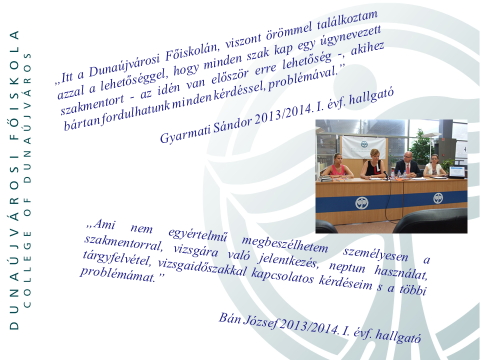 DUNAÚJVÁROSI FŐISKOLA
COLLEGE OF DUNAÚJVÁROS
„Itt a Dunaújvárosi Főiskolán, viszont örömmel találkoztam
azzal a lehetőséggel, hogy minden szak kap egy úgynevezett
szakmentort - az idén van először erre lehetőség -, akihez
bártan fordulhatunk minden kérdéssel, problémával.”,
Gyarmati Sándor 2013/2014. I. évf. hallgató
„Ami nem egyértelmű megbeszélhetem személyesen a
szakmentorral, vizsgára való jelentkezés, neptun használat,
tárgyfelvétel, vizsgaidőszakkal kapcsolatos kérdéseim s a többi
problémámat.”
Bán József 2013/2014. I. évf. hallgató